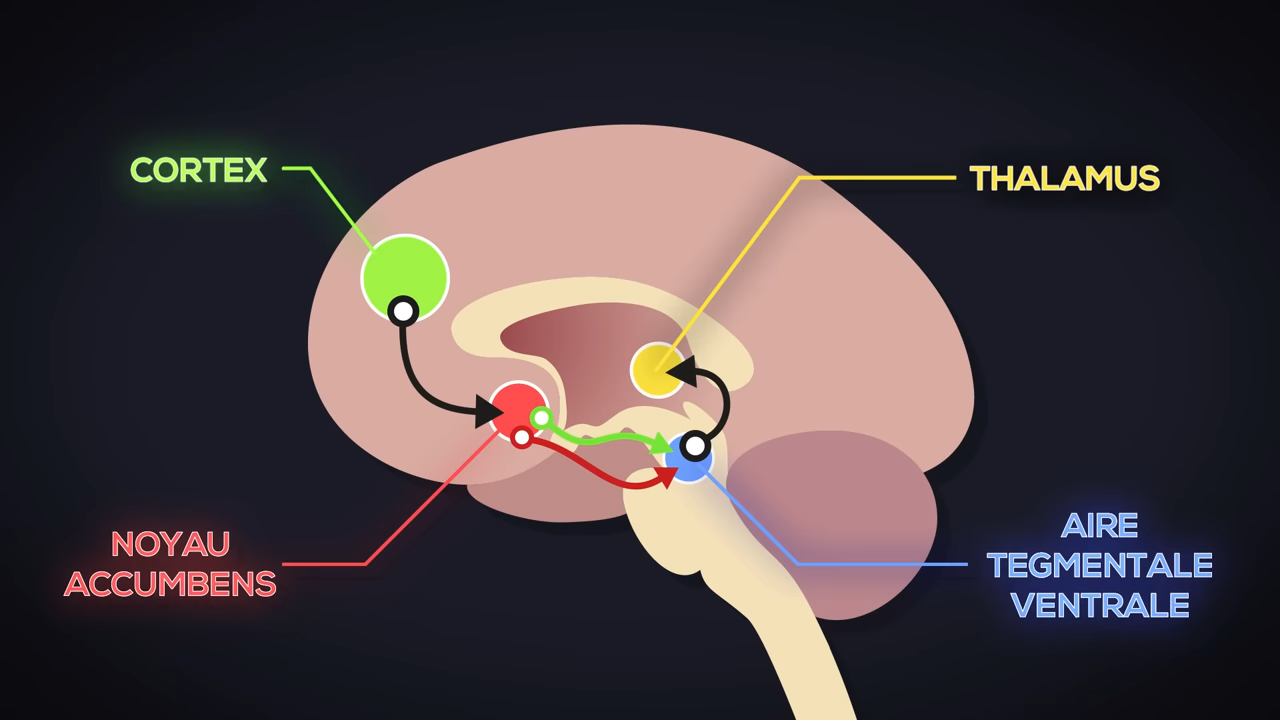 CORTEX
THALAMUS
NOYAU
ACCUMBENS
AIRE
TEGMENTALE
VENTRALE